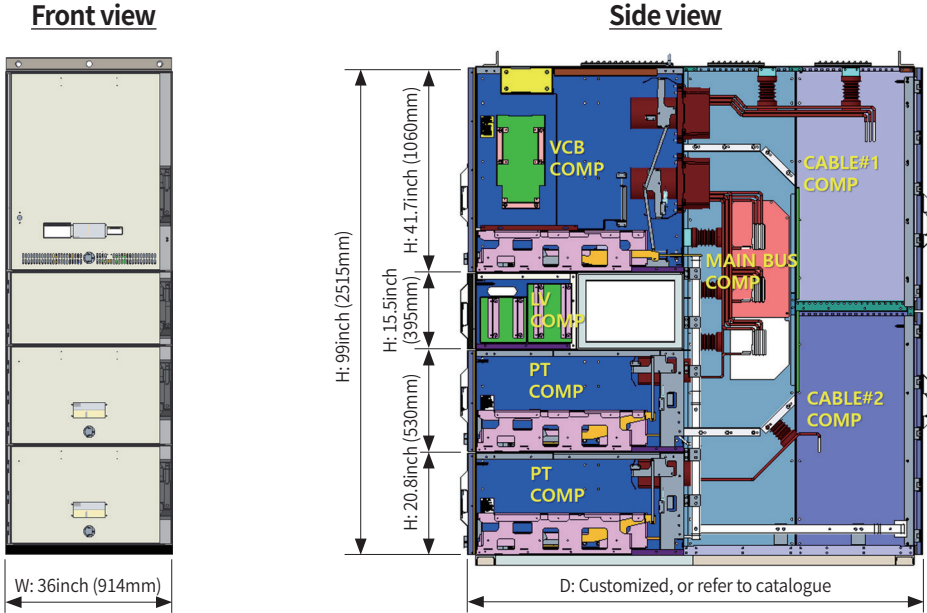 Front view
Side view
H: 99inch (2515mm)
H: 41.7inch (1060mm)
H: 15.5inch
(395mm)
H: 20.8inch (530mm)
VCB
COMP
CABLE#1
COMP
MAIN BUS
COMP
LV
COMP
PT
COMP
CABLE#2
COMP
PT
COMP
W: 36inch (914mm)
D: Customized, or refer to catalogue